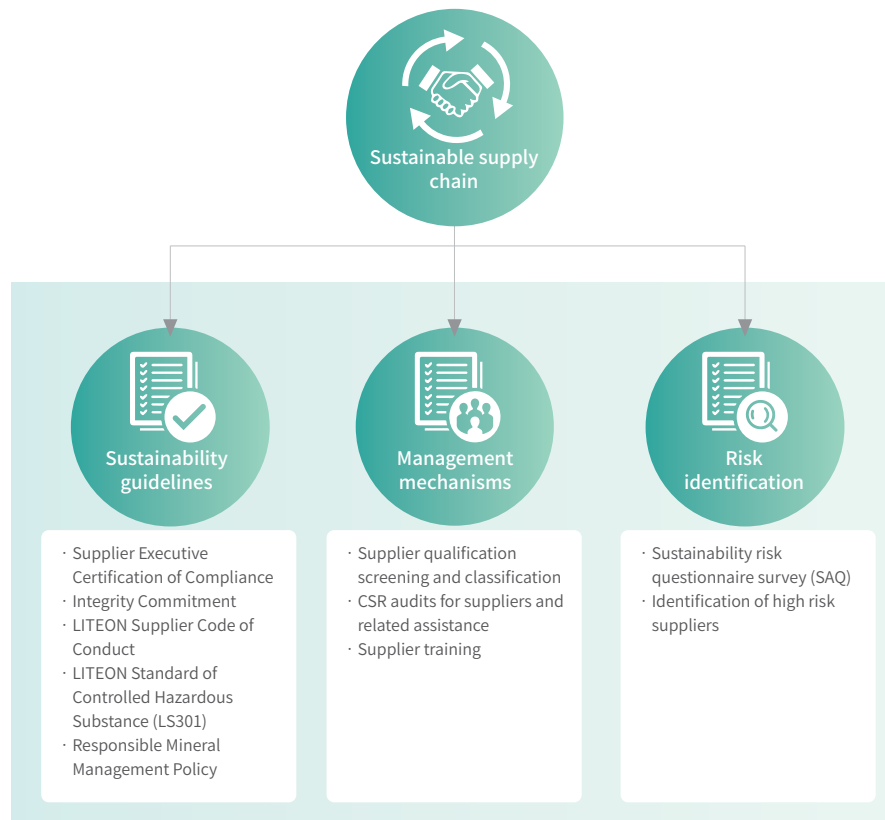 Sustainable supply
chain
Sustainability
guidelines
· Supplier Executive
Certification of Compliance
· Integrity Commitment
· LITEON Supplier Code of
Conduct
· LITEON Standard of
Controlled Hazardous
Substance (LS301)
· Responsible Mineral
Management Policy
Management
mechanisms
· Supplier qualification
screening and classification
· CSR audits for suppliers and
related assistance
· Supplier training
Risk
identification
· Sustainability risk
questionnaire survey (SAQ)
· Identification of high risk
suppliers